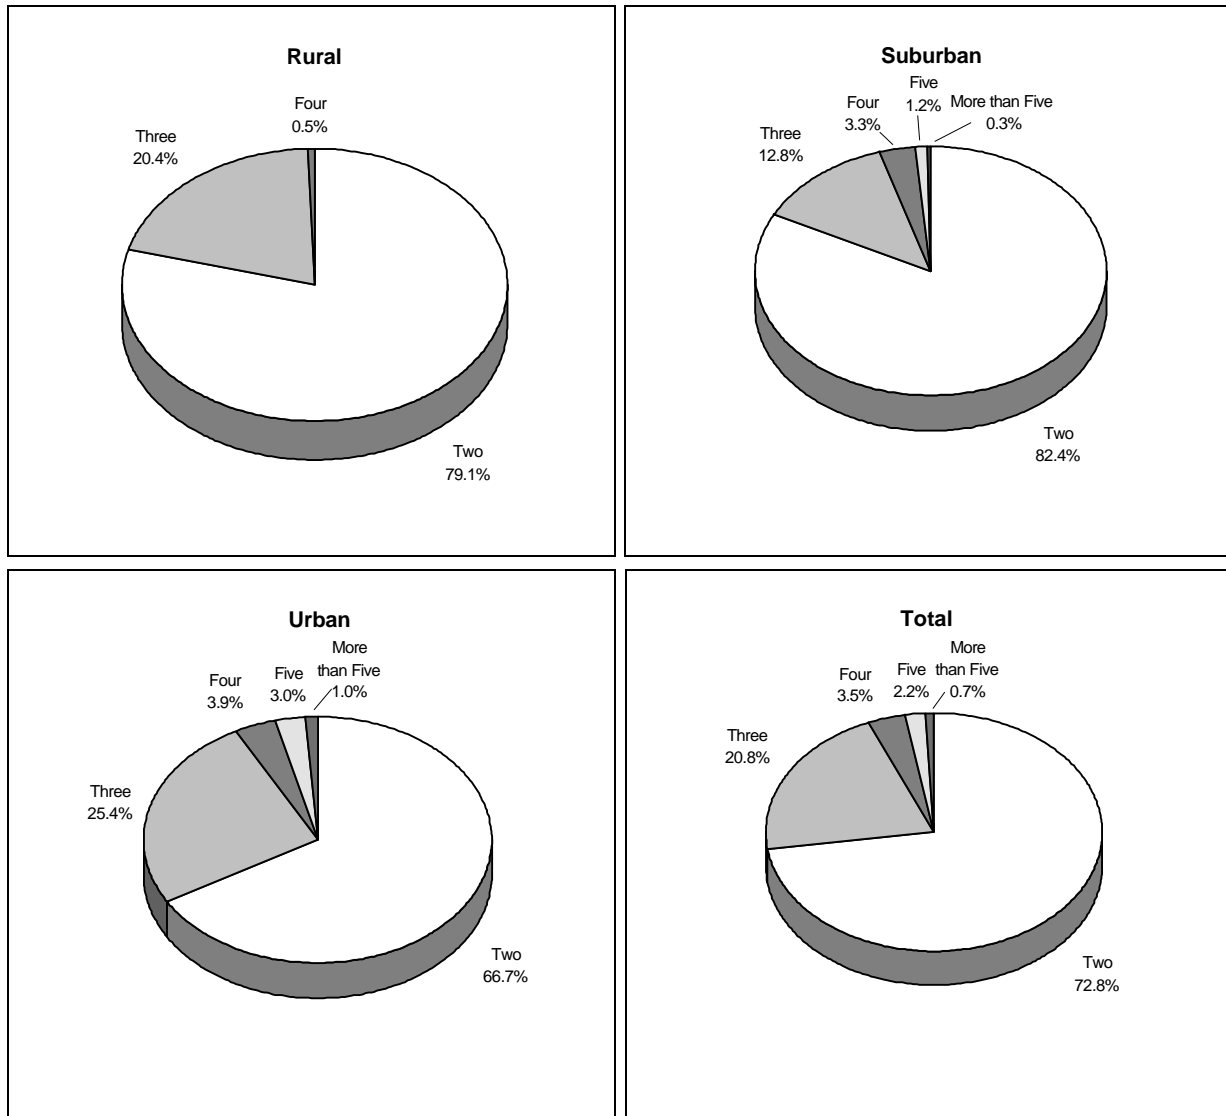 Rural
Four
0.5%
Three
20.4%
Two
79.1%
Suburban
Five
1.2%
More than Five
0.3%
Four
3.3%
Three
12.8%
Two
82.4%
Urban
More
than Five
1.0%
Five
3.0%
Four
3.9%
Three
25.4%
Two
66.7%
Total
More
than Five
0.7%
Five
2.2%
Four
3.5%
Three
20.8%
Two
72.8%